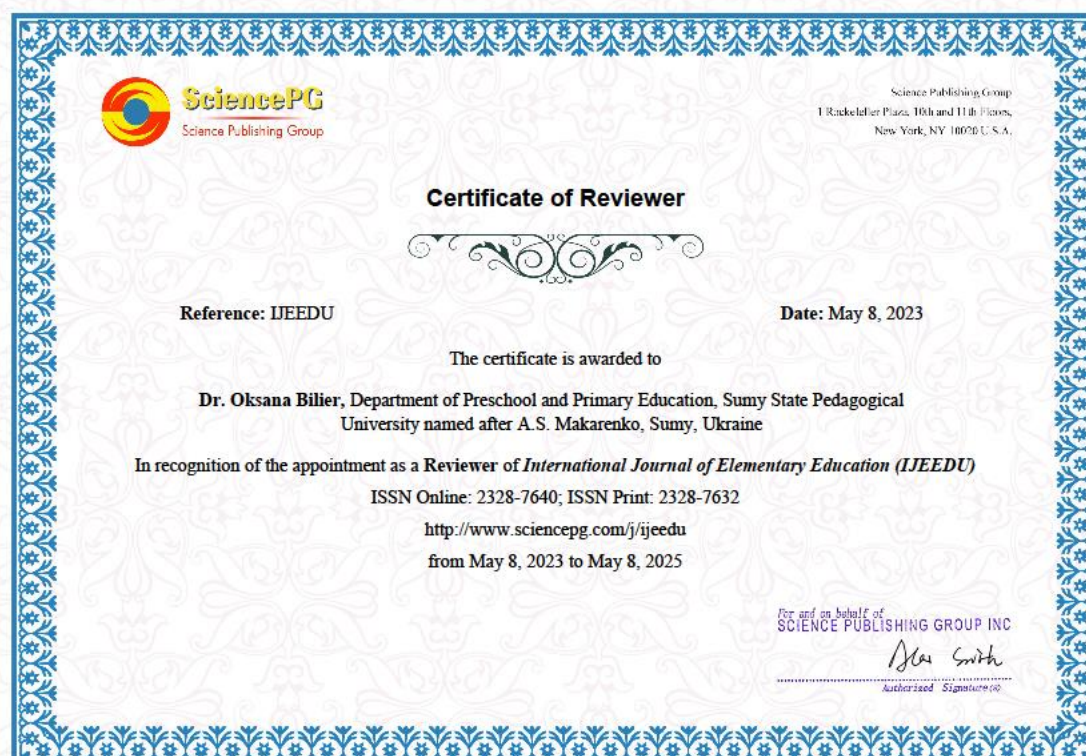 SciencePG
Science Publishing Group
Science Publishing Group
1 Rockefeller Plaza, 10th and 11th Floors,
New York, NY 10020 U.S.A.
Certificate of Reviewer
Reference: IJEEDU
Date: May 8, 2023
The certificate is awarded to
Dr. Oksana Bilier, Department of Preschool and Primary Education, Sumy State Pedagogical
University named after A.S. Makarenko, Sumy, Ukraine
In recognition of the appointment as a Reviewer of International Journal of Elementary Education (IJEEDU)
ISSN Online: 2328-7640; ISSN Print: 2328-7632
http://www.sciencepg.com/j/ijeedu
from May 8, 2023 to May 8, 2025
For and on behalf of
SCIENCE PUBLISHING GROUP INC
Alex Smith
Authorized Signature(s)